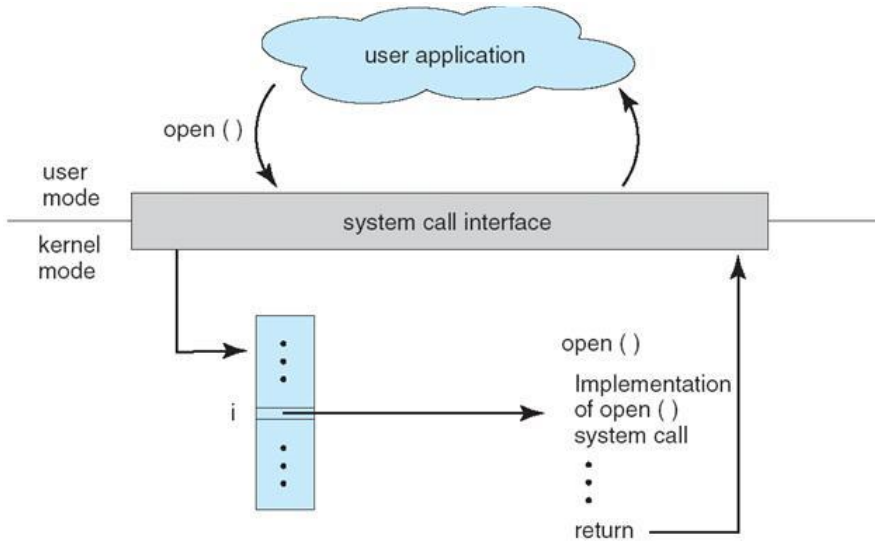 user application
open ( )
user
mode
system call interface
kernel
mode
open ( )
i
Implementation
of open ( )
system call
return